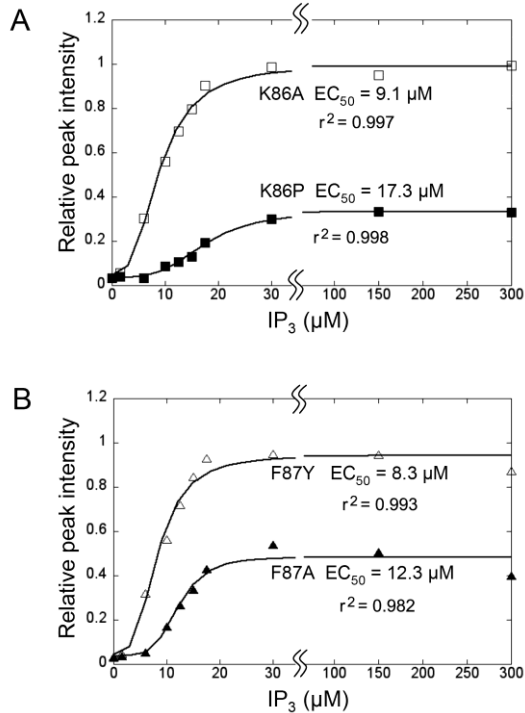 A
Relative peak intensity
1.2
1
0.8
0.6
0.4
0.2
0
K86A EC₅₀ = 9.1 µM
r² = 0.997
K86P EC₅₀ = 17.3 µM
r² = 0.998
0 10 20 30 100 150 200 250 300
IP₃ (µM)
B
Relative peak intensity
1.2
1
0.8
0.6
0.4
0.2
0
F87Y EC₅₀ = 8.3 µM
r² = 0.993
F87A EC₅₀ = 12.3 µM
r² = 0.982
0 10 20 30 100 150 200 250 300
IP₃ (µM)